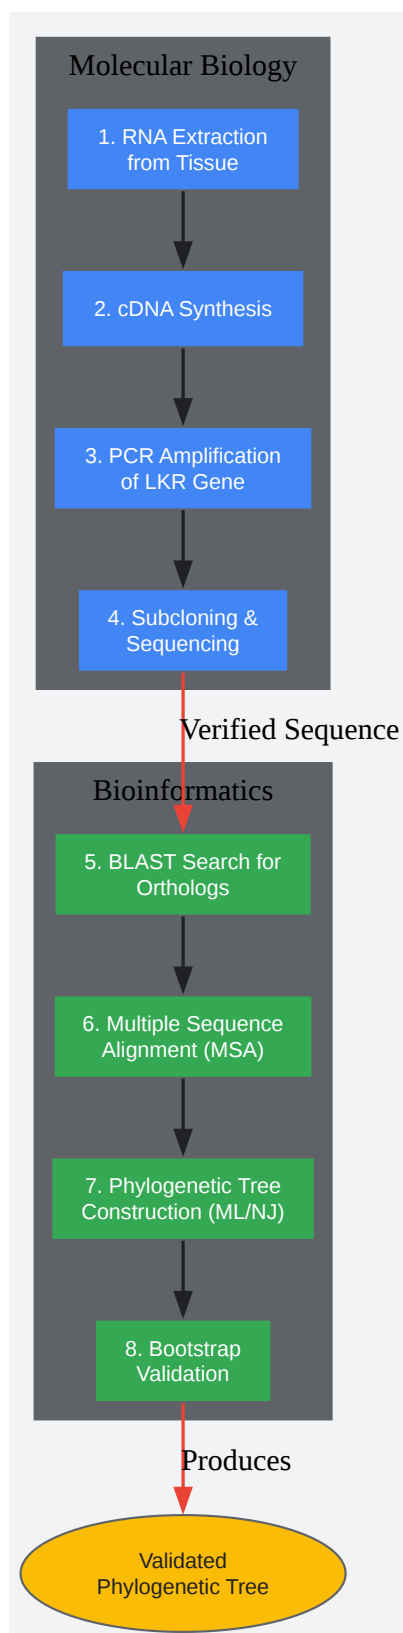 Molecular Biology
1. RNA Extraction
from Tissue
2. cDNA Synthesis
3. PCR Amplification
of LKR Gene
4. Subcloning &
Sequencing
Verified Sequence
Bioinformatics
5. BLAST Search for
Orthologs
6. Multiple Sequence
Alignment (MSA)
7. Phylogenetic Tree
Construction (ML/NJ)
8. Bootstrap
Validation
Produces
Validated
Phylogenetic Tree